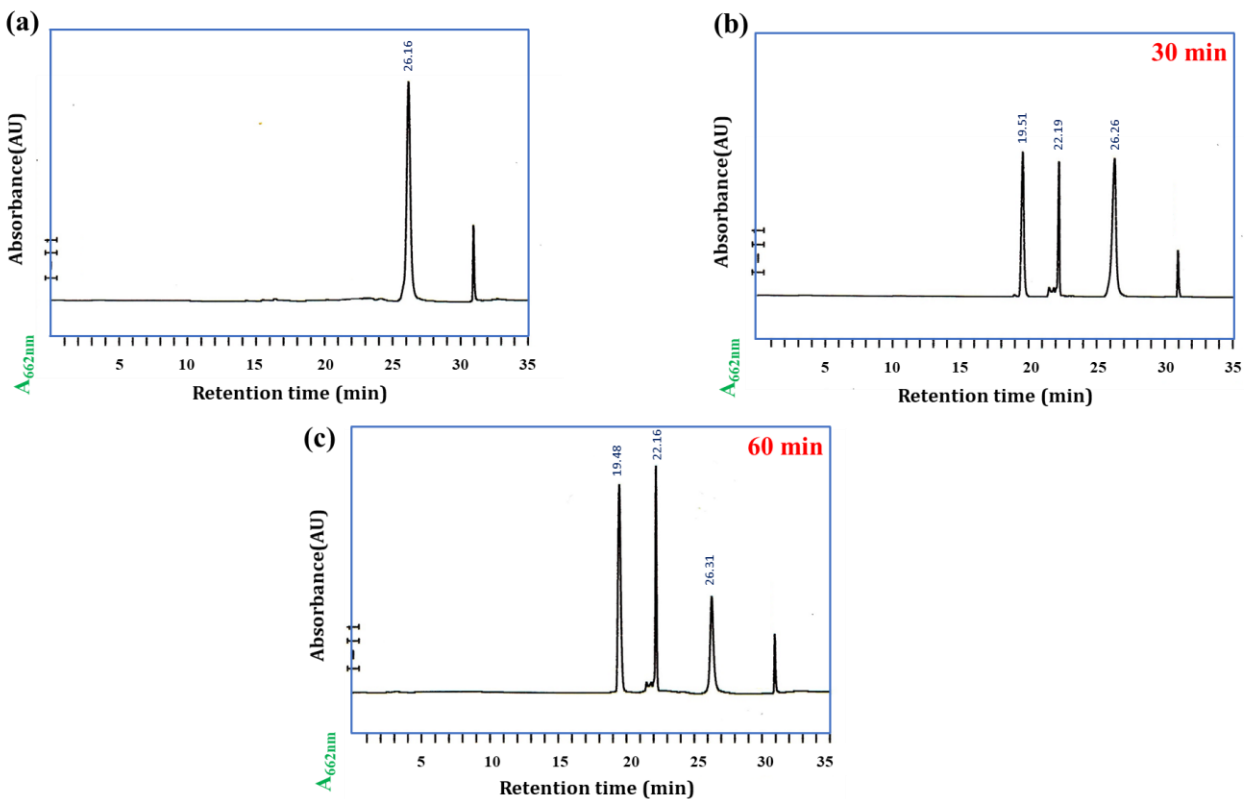 (a)
26.16
Absorbance(AU)
A662nm
5 10 15 20 25 30 35
Retention time (min)
(b)
30 min
19.51
22.19
26.26
Absorbance(AU)
A662nm
5 10 15 20 25 30 35
Retention time (min)
(c)
60 min
19.48
22.16
26.31
Absorbance(AU)
A662nm
5 10 15 20 25 30 35
Retention time (min)